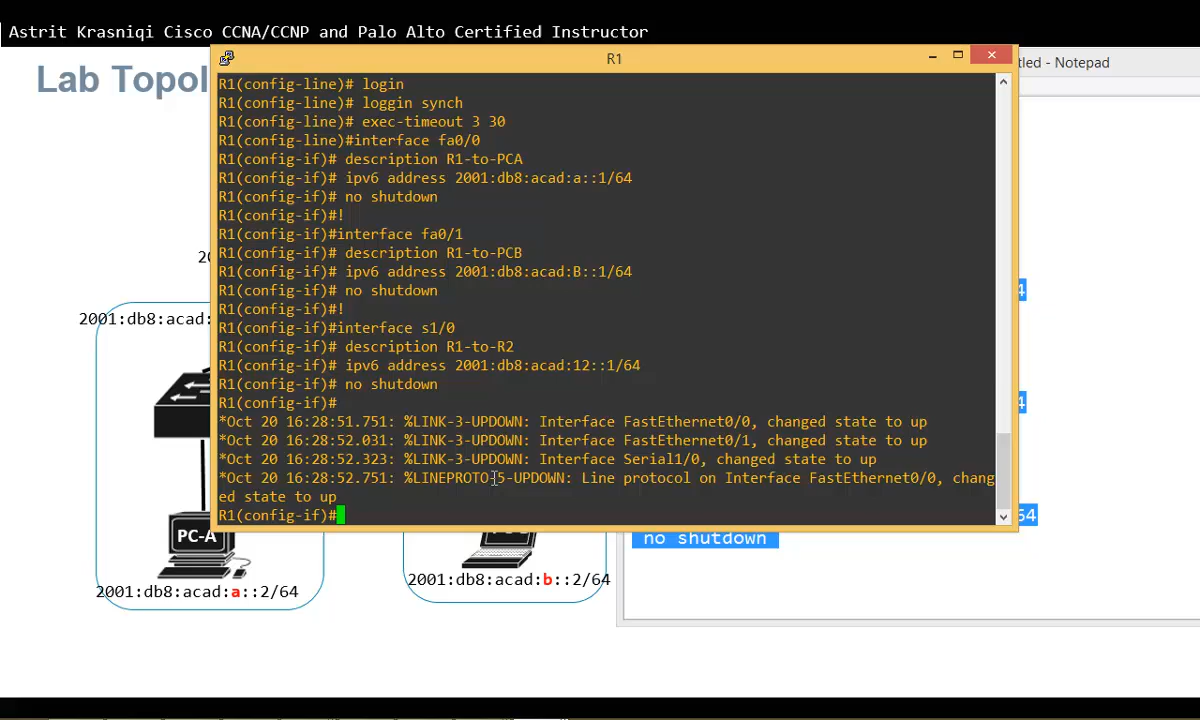 Astrit Krasniqi Cisco CCNA/CCNP and Palo Alto Certified Instructor
Lab Topol
R1
tled - Notepad
R1(config-line)# login
R1(config-line)# loggin synch
R1(config-line)# exec-timeout 3 30
R1(config-line)#interface fa0/0
R1(config-if)# description R1-to-PCA
R1(config-if)# ipv6 address 2001:db8:acad:a::1/64
R1(config-if)# no shutdown
R1(config-if)#!
R1(config-if)#interface fa0/1
R1(config-if)# description R1-to-PCB
R1(config-if)# ipv6 address 2001:db8:acad:B::1/64
R1(config-if)# no shutdown
R1(config-if)#!
R1(config-if)#interface s1/0
R1(config-if)# description R1-to-R2
R1(config-if)# ipv6 address 2001:db8:acad:12::1/64
R1(config-if)# no shutdown
R1(config-if)#
*Oct 20 16:28:51.751: %LINK-3-UPDOWN: Interface FastEthernet0/0, changed state to up
*Oct 20 16:28:52.031: %LINK-3-UPDOWN: Interface FastEthernet0/1, changed state to up
*Oct 20 16:28:52.323: %LINK-3-UPDOWN: Interface Serial1/0, changed state to up
*Oct 20 16:28:52.751: %LINEPROTO-5-UPDOWN: Line protocol on Interface FastEthernet0/0, chang
ed state to up
R1(config-if)#
20
2001:db8:acad:
4
4
64
no shutdown
PC-A
2001:db8:acad:a::2/64
2001:db8:acad:b::2/64